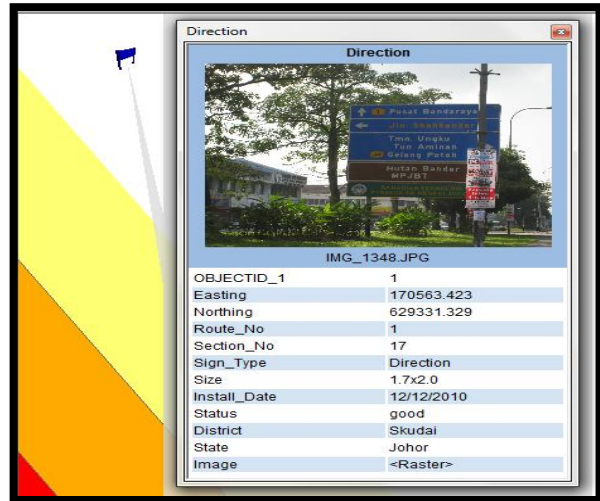 Direction
Direction
Pusat Bandaraya
Jln. Skudai
Tmn. Ungku
Tun Aminah
Gelang Patah
Hutan Bandar
MPJBT
IMG_1348.JPG
OBJECTID_1 1
Easting 170563.423
Northing 629331.329
Route_No 1
Section_No 17
Sign_Type Direction
Size 1.7x2.0
Install_Date 12/12/2010
Status good
District Skudai
State Johor
Image <Raster>